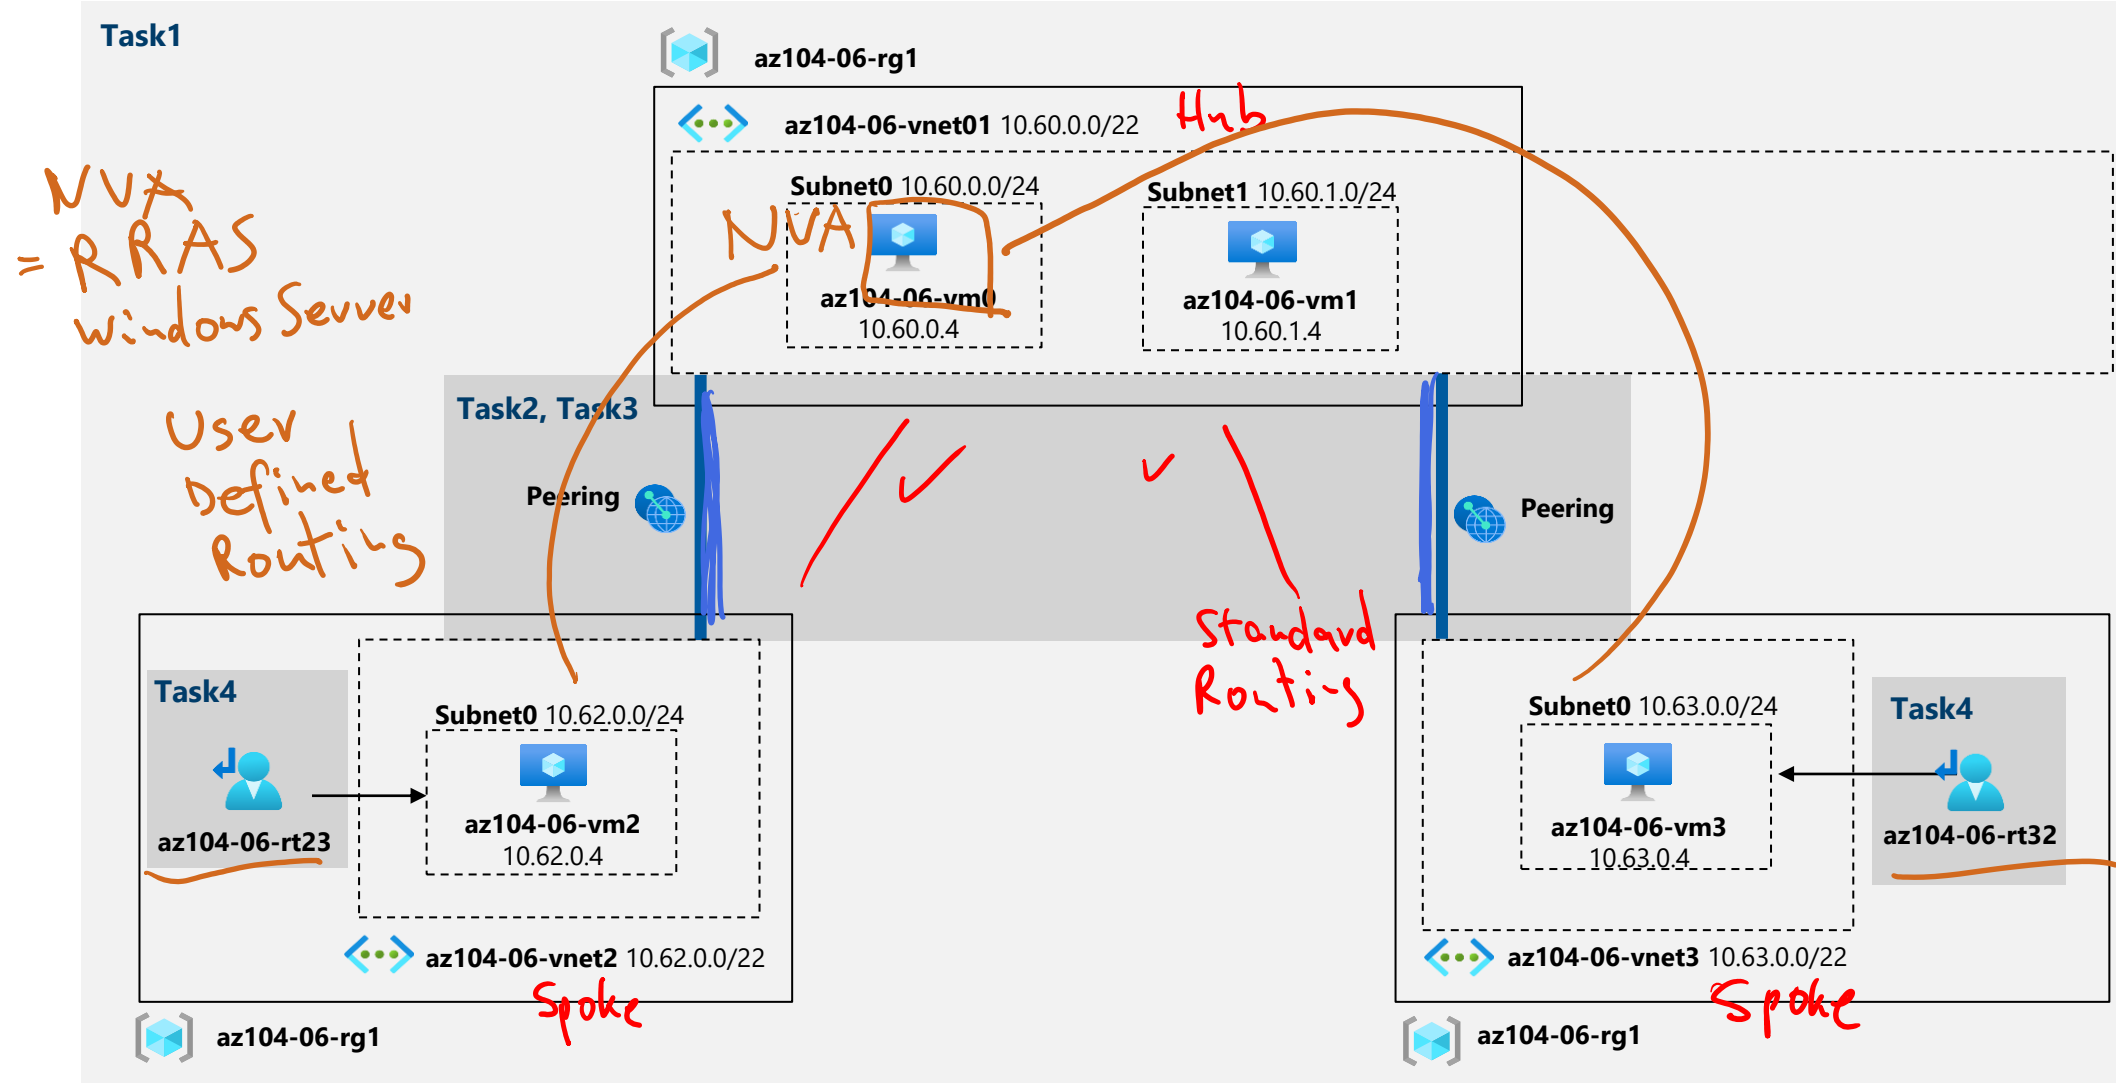 Task1
az104-06-rg1
az104-06-vnet01 10.60.0.0/22
Hub
Subnet0 10.60.0.0/24
Subnet1 10.60.1.0/24
NVA
az104-06-vm0
10.60.0.4
az104-06-vm1
10.60.1.4
NVA
= RRAS
Windows Server
User
Defined
Routing
Task2, Task3
Peering
Peering
Standard
Routing
Task4
az104-06-rt23
Subnet0 10.62.0.0/24
az104-06-vm2
10.62.0.4
az104-06-vnet2 10.62.0.0/22
Spoke
az104-06-rg1
Subnet0 10.63.0.0/24
az104-06-vm3
10.63.0.4
Task4
az104-06-rt32
az104-06-vnet3 10.63.0.0/22
Spoke
az104-06-rg1